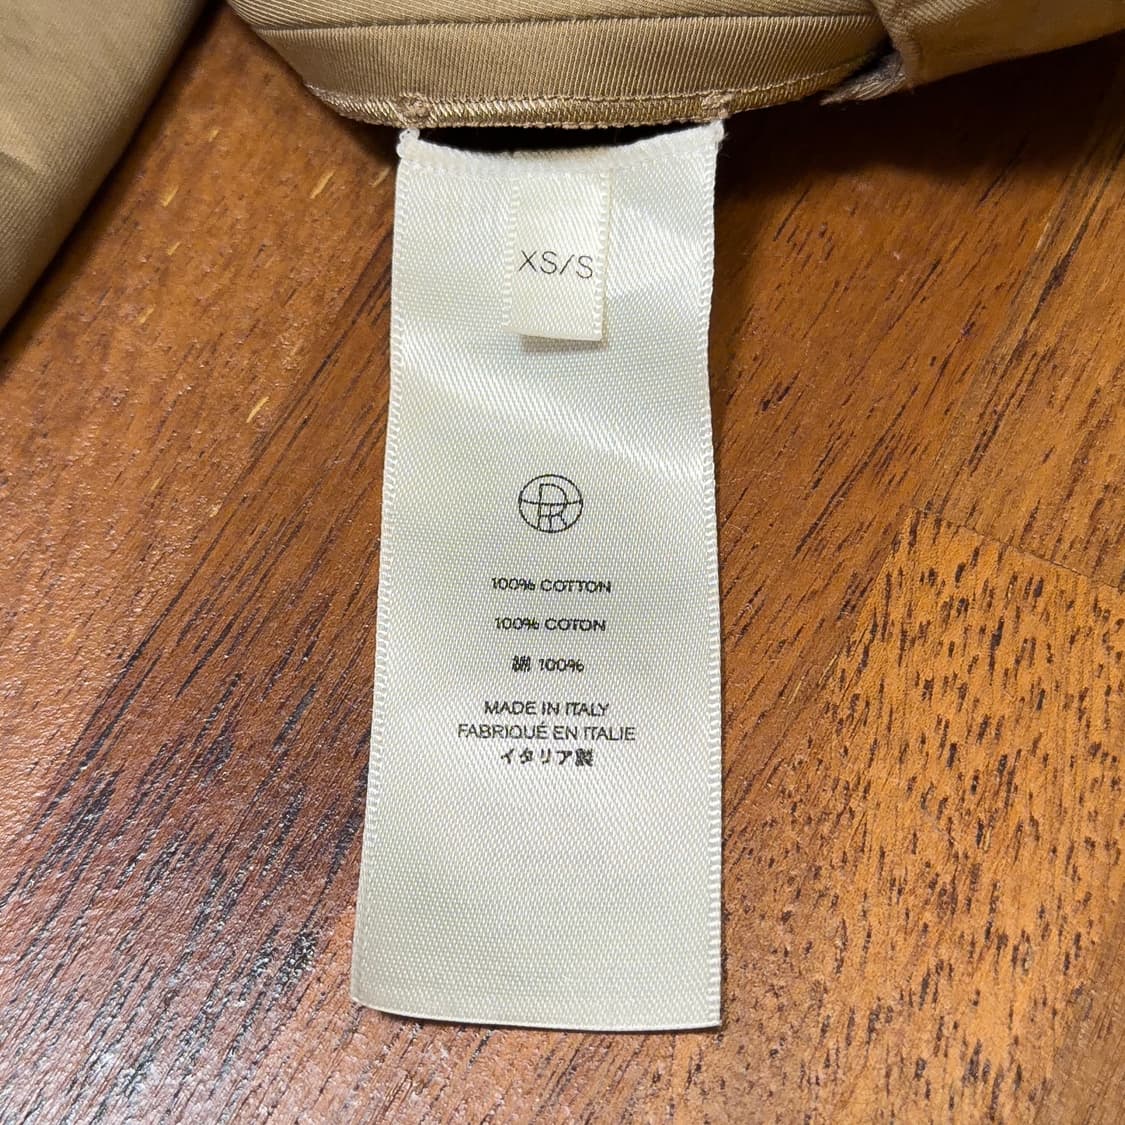 XS/S
100% COTTON
100% COTON
綿 100%
MADE IN ITALY
FABRIQUÉ EN ITALIE
イタリア製